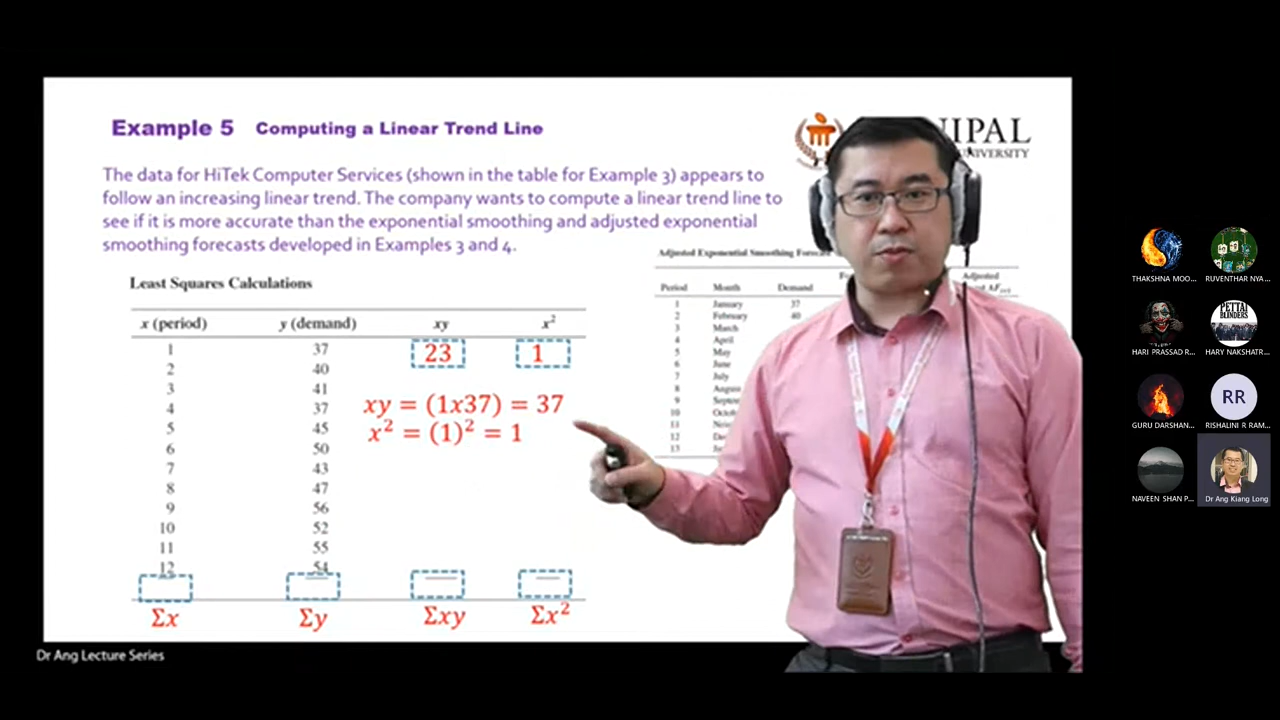 Example 5 Computing a Linear Trend Line
NIPAL
UNIVERSITY
The data for HiTek Computer Services (shown in the table for Example 3) appears to
follow an increasing linear trend. The company wants to compute a linear trend line to
see if it is more accurate than the exponential smoothing and adjusted exponential
smoothing forecasts developed in Examples 3 and 4.
Least Squares Calculations
x (period) y (demand) xy x²
1 37 23 1
2 40
3 41
4 37
5 45
6 50
7 43
8 47
9 56
10 52
11 55
12 54
xy = (1x37) = 37
x² = (1)² = 1
Σx Σy Σxy Σx²
Adjusted Exponential Smoothing Forecast
Adjusted
Period Month Demand
1 January 37
2 February 40
3 March
4 April
5 May
6 June
7 July
8 August
9
10
11
12
13
Dr Ang Lecture Series
THAKSHNA MOO... RUVENTHAR NYA...
PETTAI
BLINDERS
HARI PRASSAD R... HARY NAKSHATR...
RR
GURU DARSHAN... RISHALINI R RAM...
NAVEEN SHAN P... Dr Ang Kiang Long